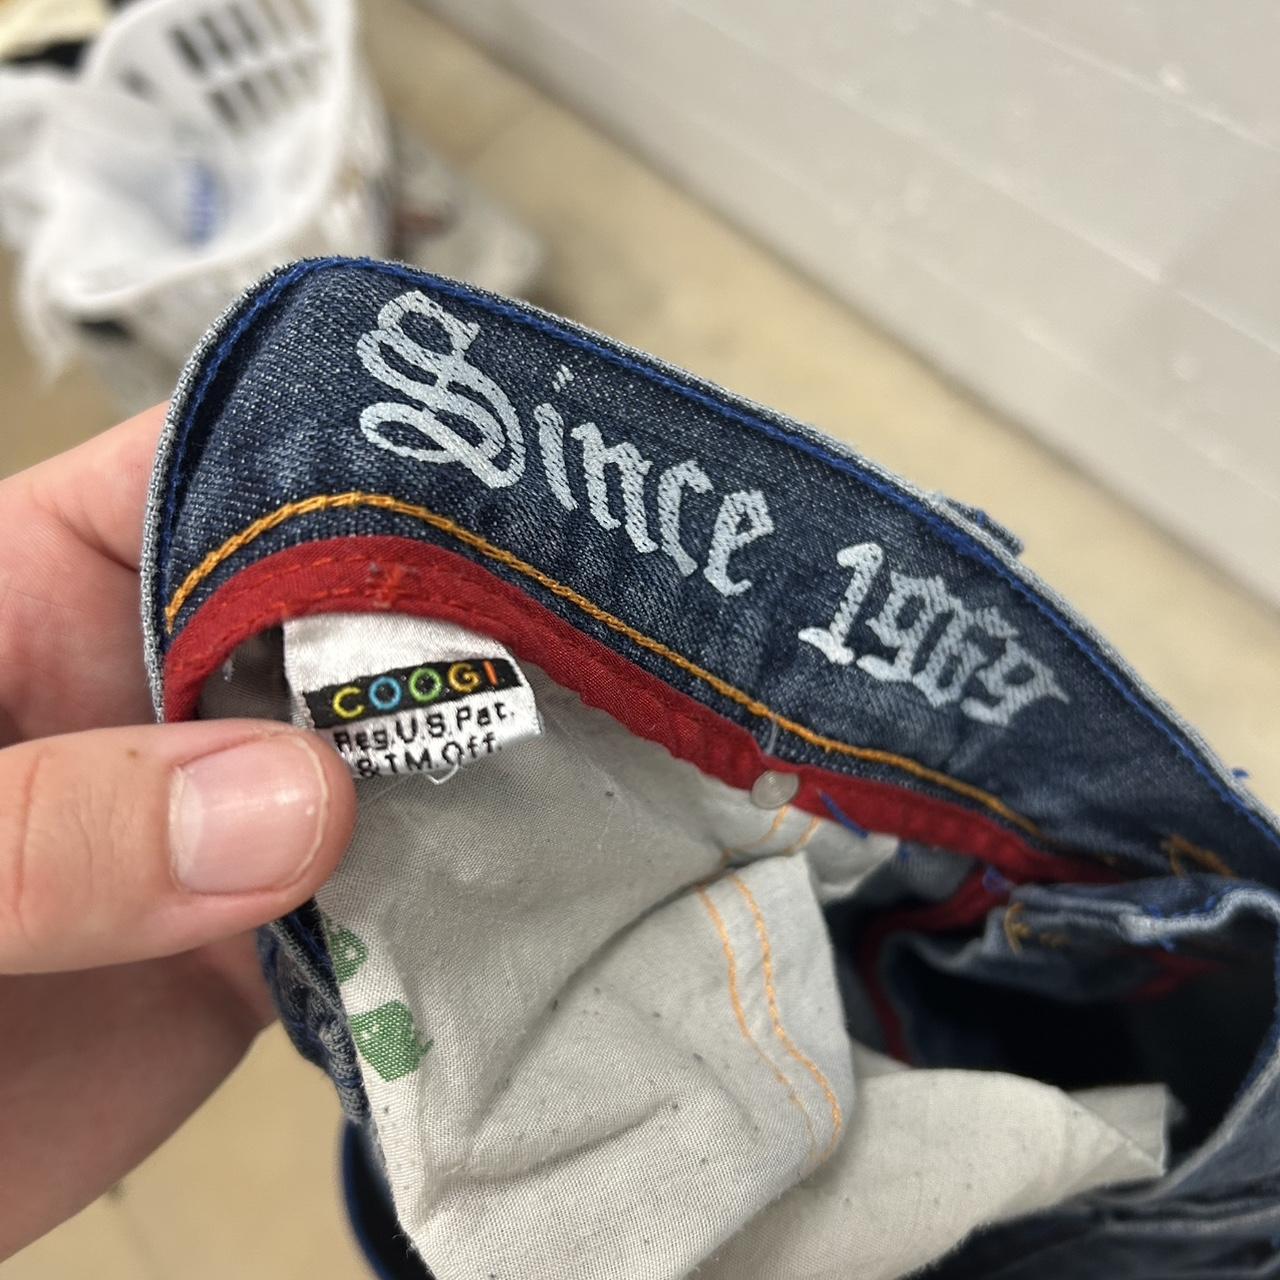 Since 1969
COOGI
Reg. U.S. Pat.
& T.M. Off.